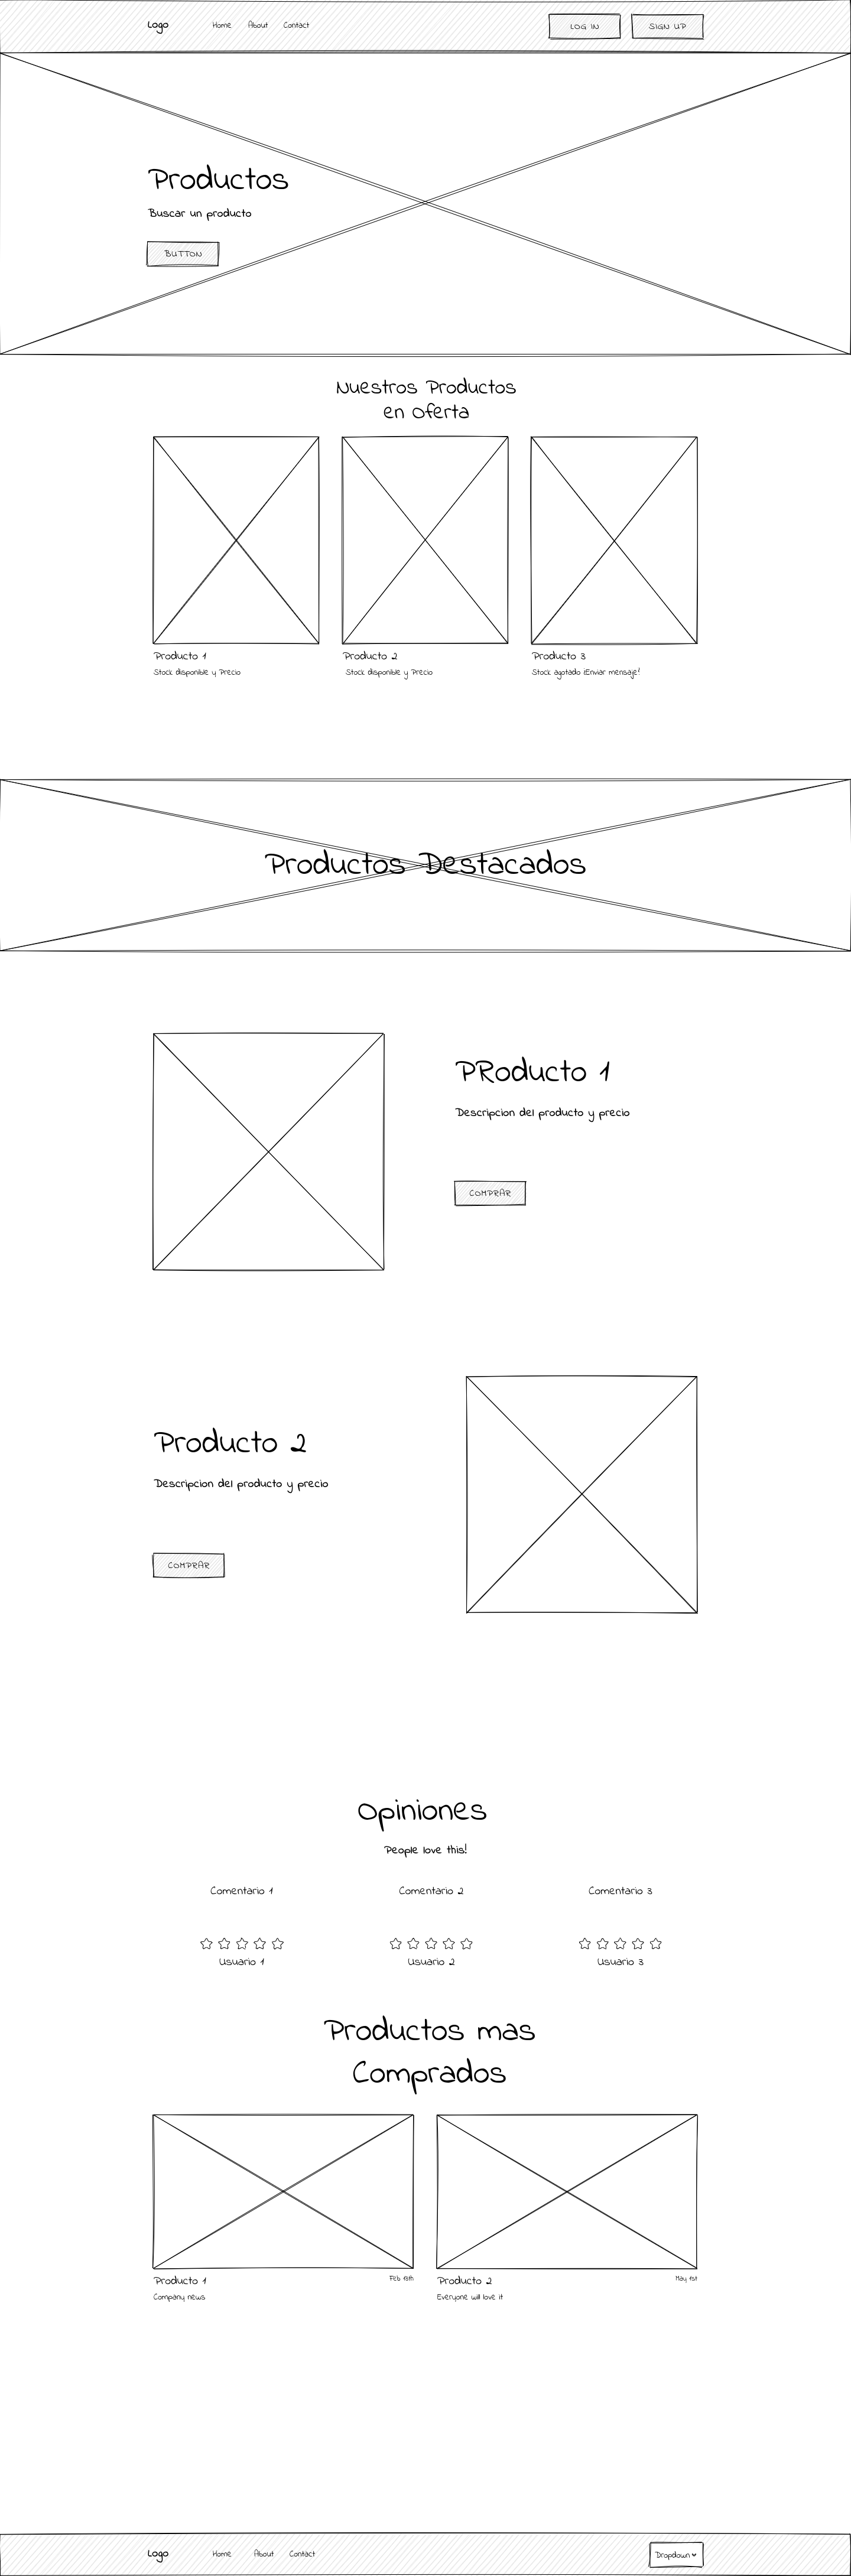 Logo Home About Contact LOG IN SIGN UP
Productos
Buscar un producto
BUTTON
Nuestros Productos
en Oferta
Producto 1
Stock disponible y Precio
Producto 2
Stock disponible y Precio
Producto 3
Stock agotado ¡Enviar mensaje!
Productos Destacados
PRoducto 1
Descripcion del producto y precio
COMPRAR
Producto 2
Descripcion del producto y precio
COMPRAR
Opiniones
People love this!
Comentario 1
Usuario 1
Comentario 2
Usuario 2
Comentario 3
Usuario 3
Productos mas
Comprados
Producto 1 Feb 13th
Company news
Producto 2 May 1st
Everyone will love it
Logo Home About Contact Dropdown